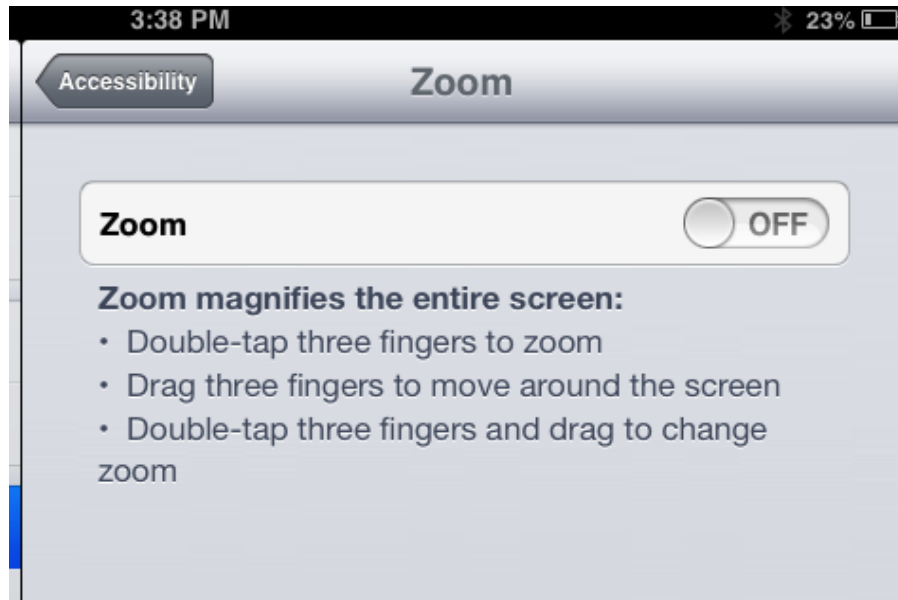 3:38 PM 23%
Accessibility Zoom
Zoom OFF
Zoom magnifies the entire screen:
• Double-tap three fingers to zoom
• Drag three fingers to move around the screen
• Double-tap three fingers and drag to change
zoom